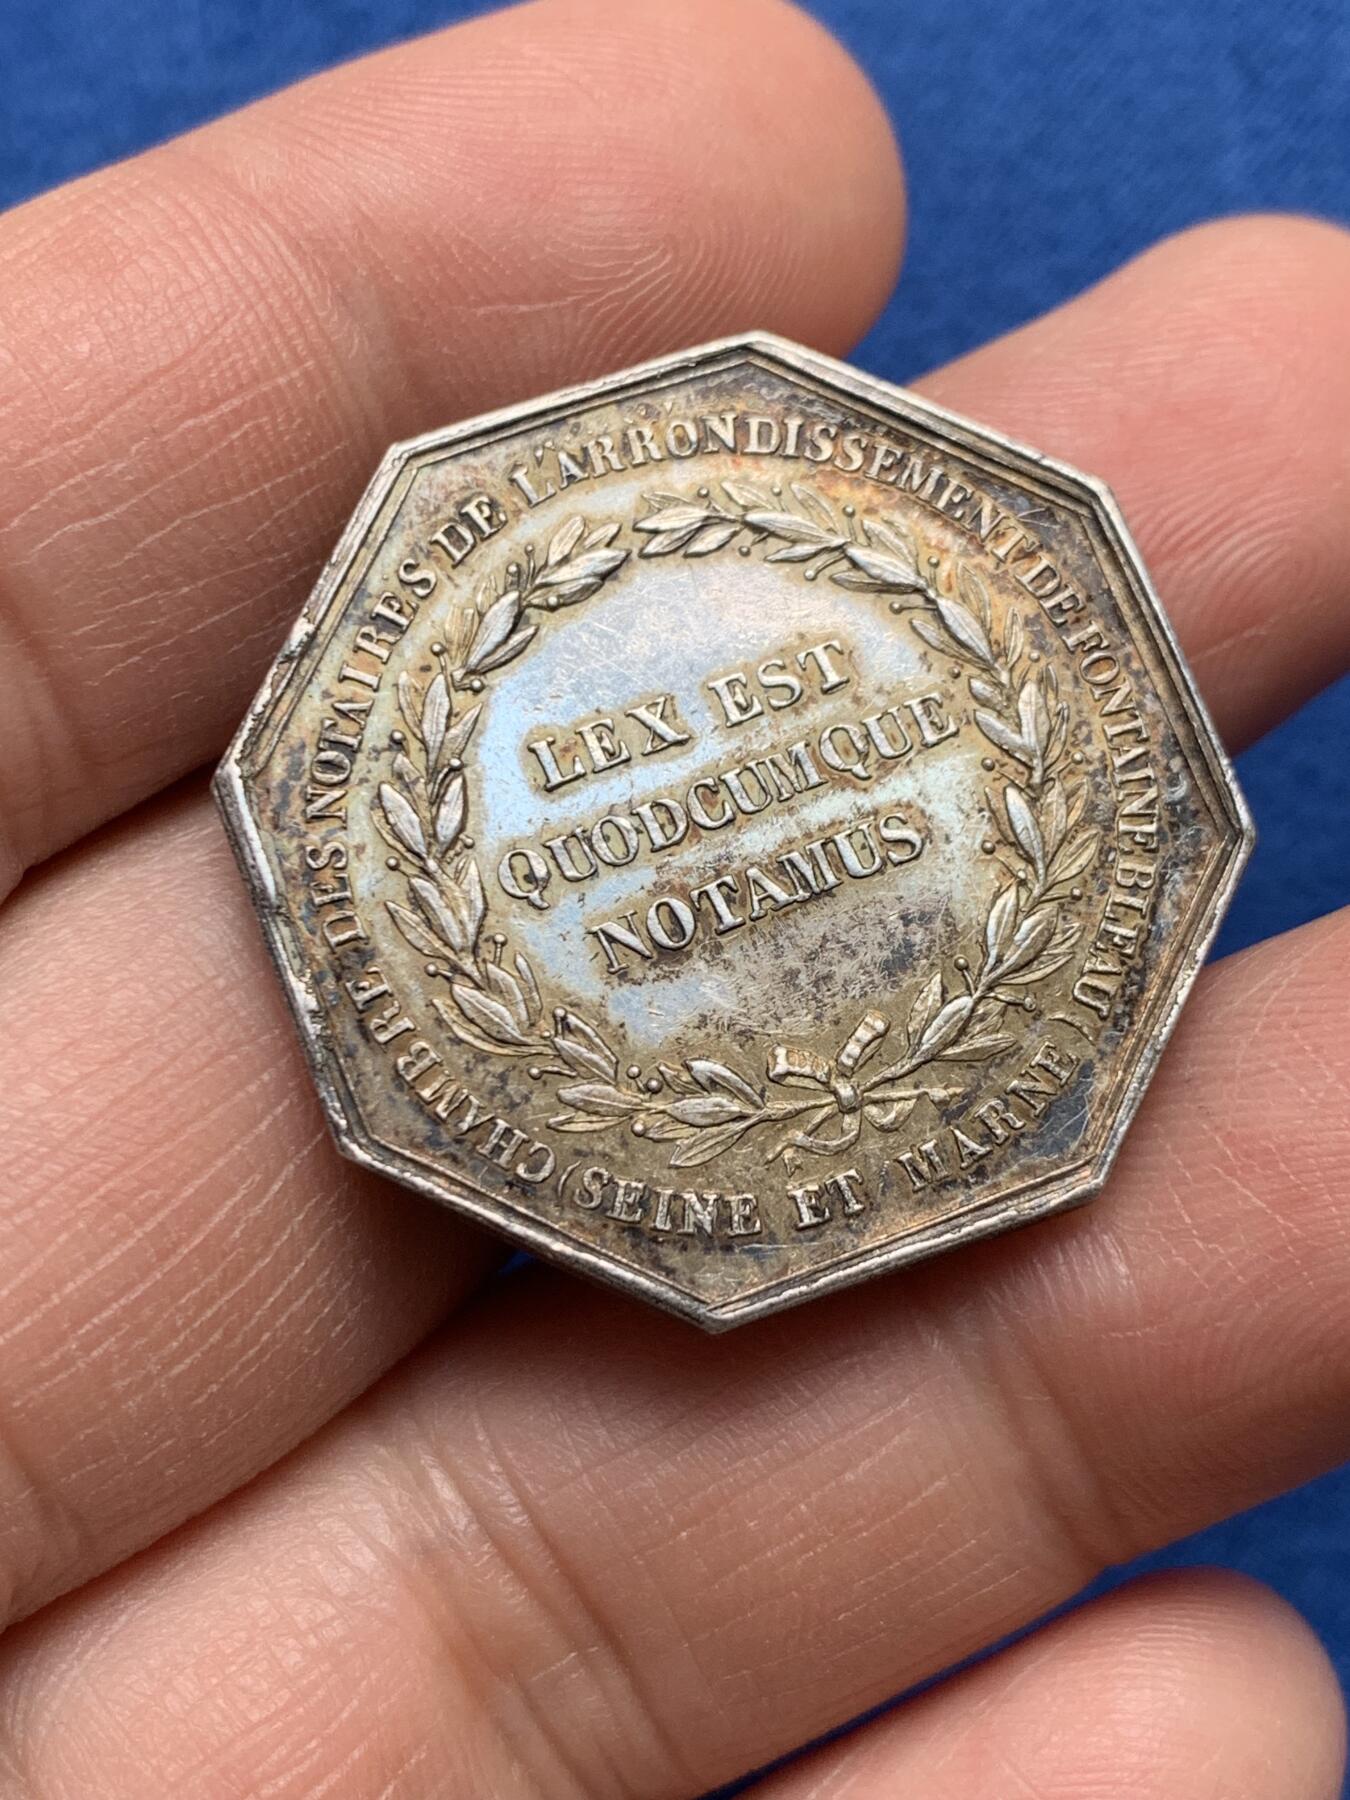 CHAMBRE DES NOTAIRES DE L'ARRONDISSEMENT DE FONTAINEBLEAU
(SEINE ET MARNE)
LEX EST
QUODCUMQUE
NOTAMUS